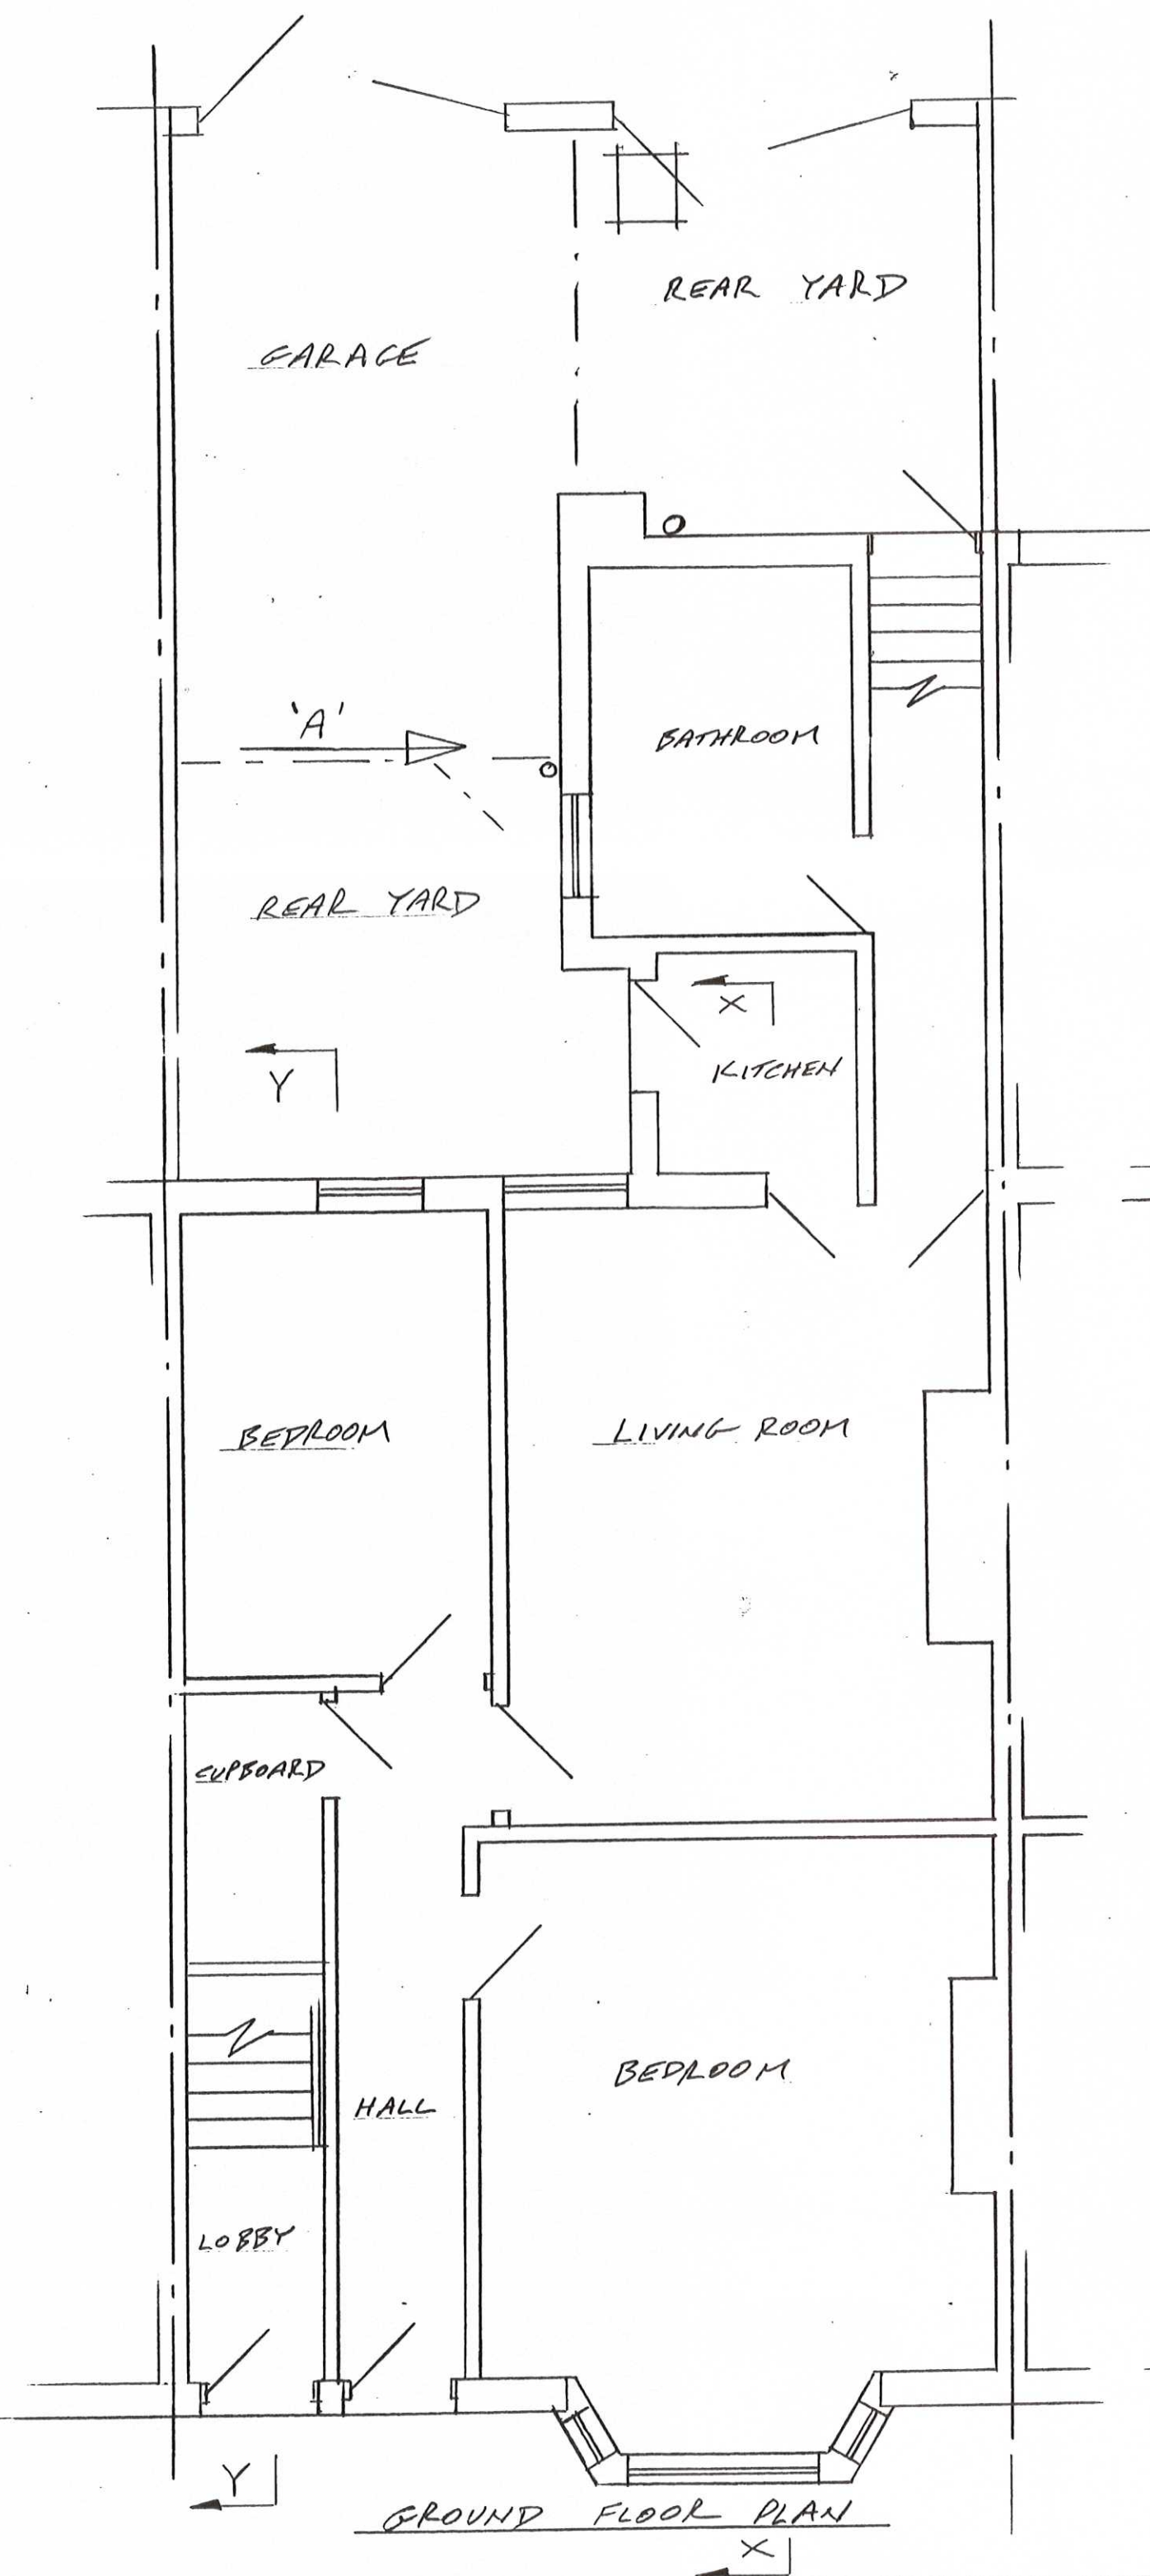 REAR YARD
GARAGE
'A'
BATHROOM
REAR YARD
X
KITCHEN
Y
BEDROOM
LIVING ROOM
CUPBOARD
BEDROOM
HALL
LOBBY
Y
GROUND FLOOR PLAN
X